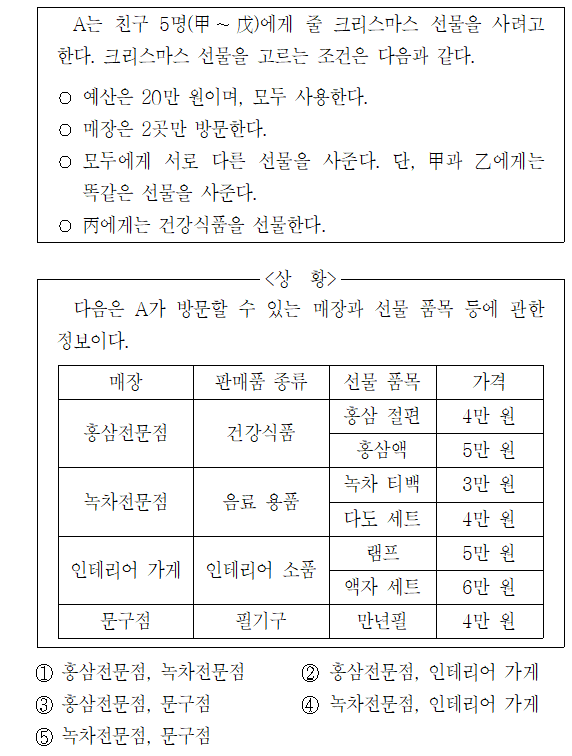 A는 친구 5명(甲 ~ 戊)에게 줄 크리스마스 선물을 사려고
한다. 크리스마스 선물을 고르는 조건은 다음과 같다.
○ 예산은 20만 원이며, 모두 사용한다.
○ 매장은 2곳만 방문한다.
○ 모두에게 서로 다른 선물을 사준다. 단, 甲과 乙에게는
똑같은 선물을 사준다.
○ 丙에게는 건강식품을 선물한다.
<상 황>
다음은 A가 방문할 수 있는 매장과 선물 품목 등에 관한
정보이다.
매장 판매품 종류 선물 품목 가격
홍삼전문점 건강식품 홍삼 절편 4만 원
홍삼액 5만 원
녹차전문점 음료 용품 녹차 티백 3만 원
다도 세트 4만 원
인테리어 가게 인테리어 소품 램프 5만 원
액자 세트 6만 원
문구점 필기구 만년필 4만 원
① 홍삼전문점, 녹차전문점 ② 홍삼전문점, 인테리어 가게
③ 홍삼전문점, 문구점 ④ 녹차전문점, 인테리어 가게
⑤ 녹차전문점, 문구점